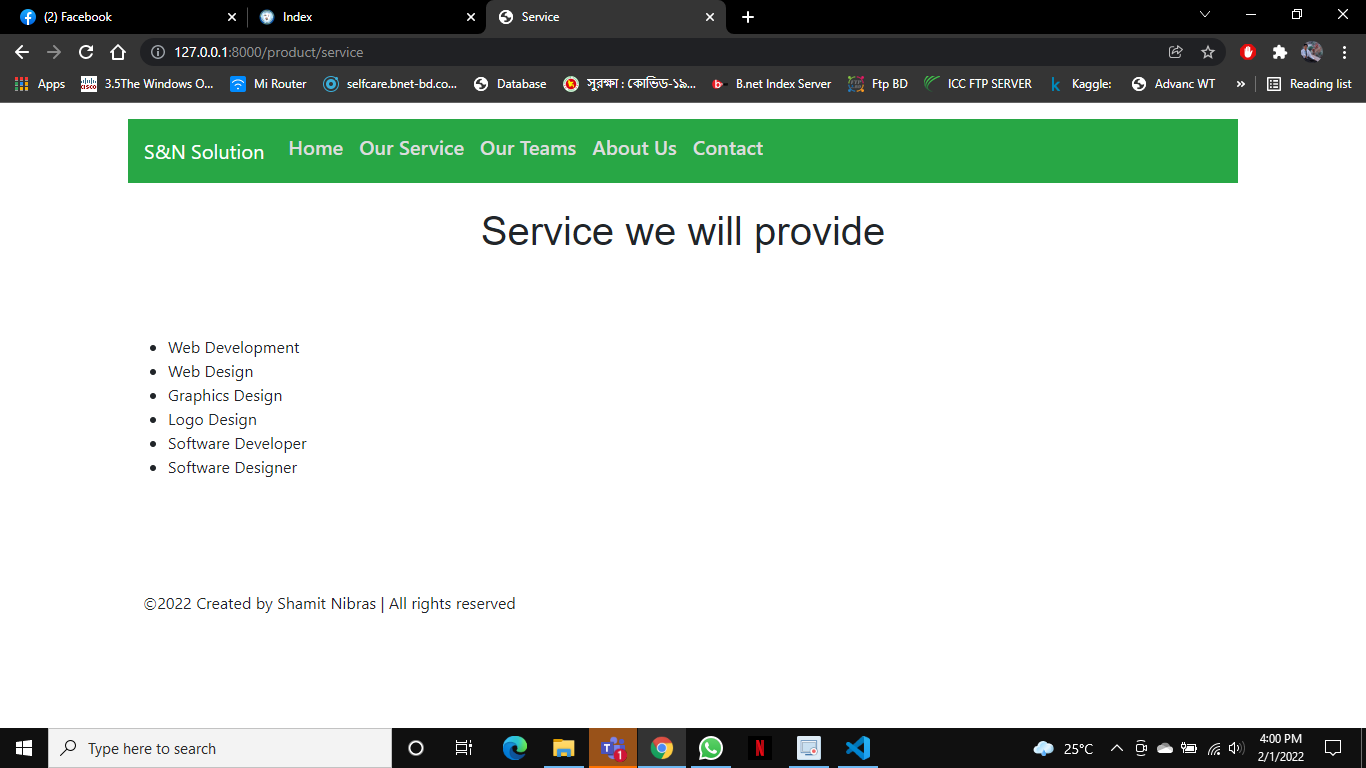 (2) Facebook
Index
Service
127.0.0.1:8000/product/service
Apps
3.5The Windows O...
Mi Router
selfcare.bnet-bd.co...
Database
সুরক্ষা : কোভিড-১৯...
B.net Index Server
Ftp BD
ICC FTP SERVER
Kaggle:
Advanc WT
»
Reading list
S&N Solution Home Our Service Our Teams About Us Contact
Service we will provide
Web Development
Web Design
Graphics Design
Logo Design
Software Developer
Software Designer
©2022 Created by Shamit Nibras | All rights reserved
Type here to search
1
25°C
4:00 PM
2/1/2022